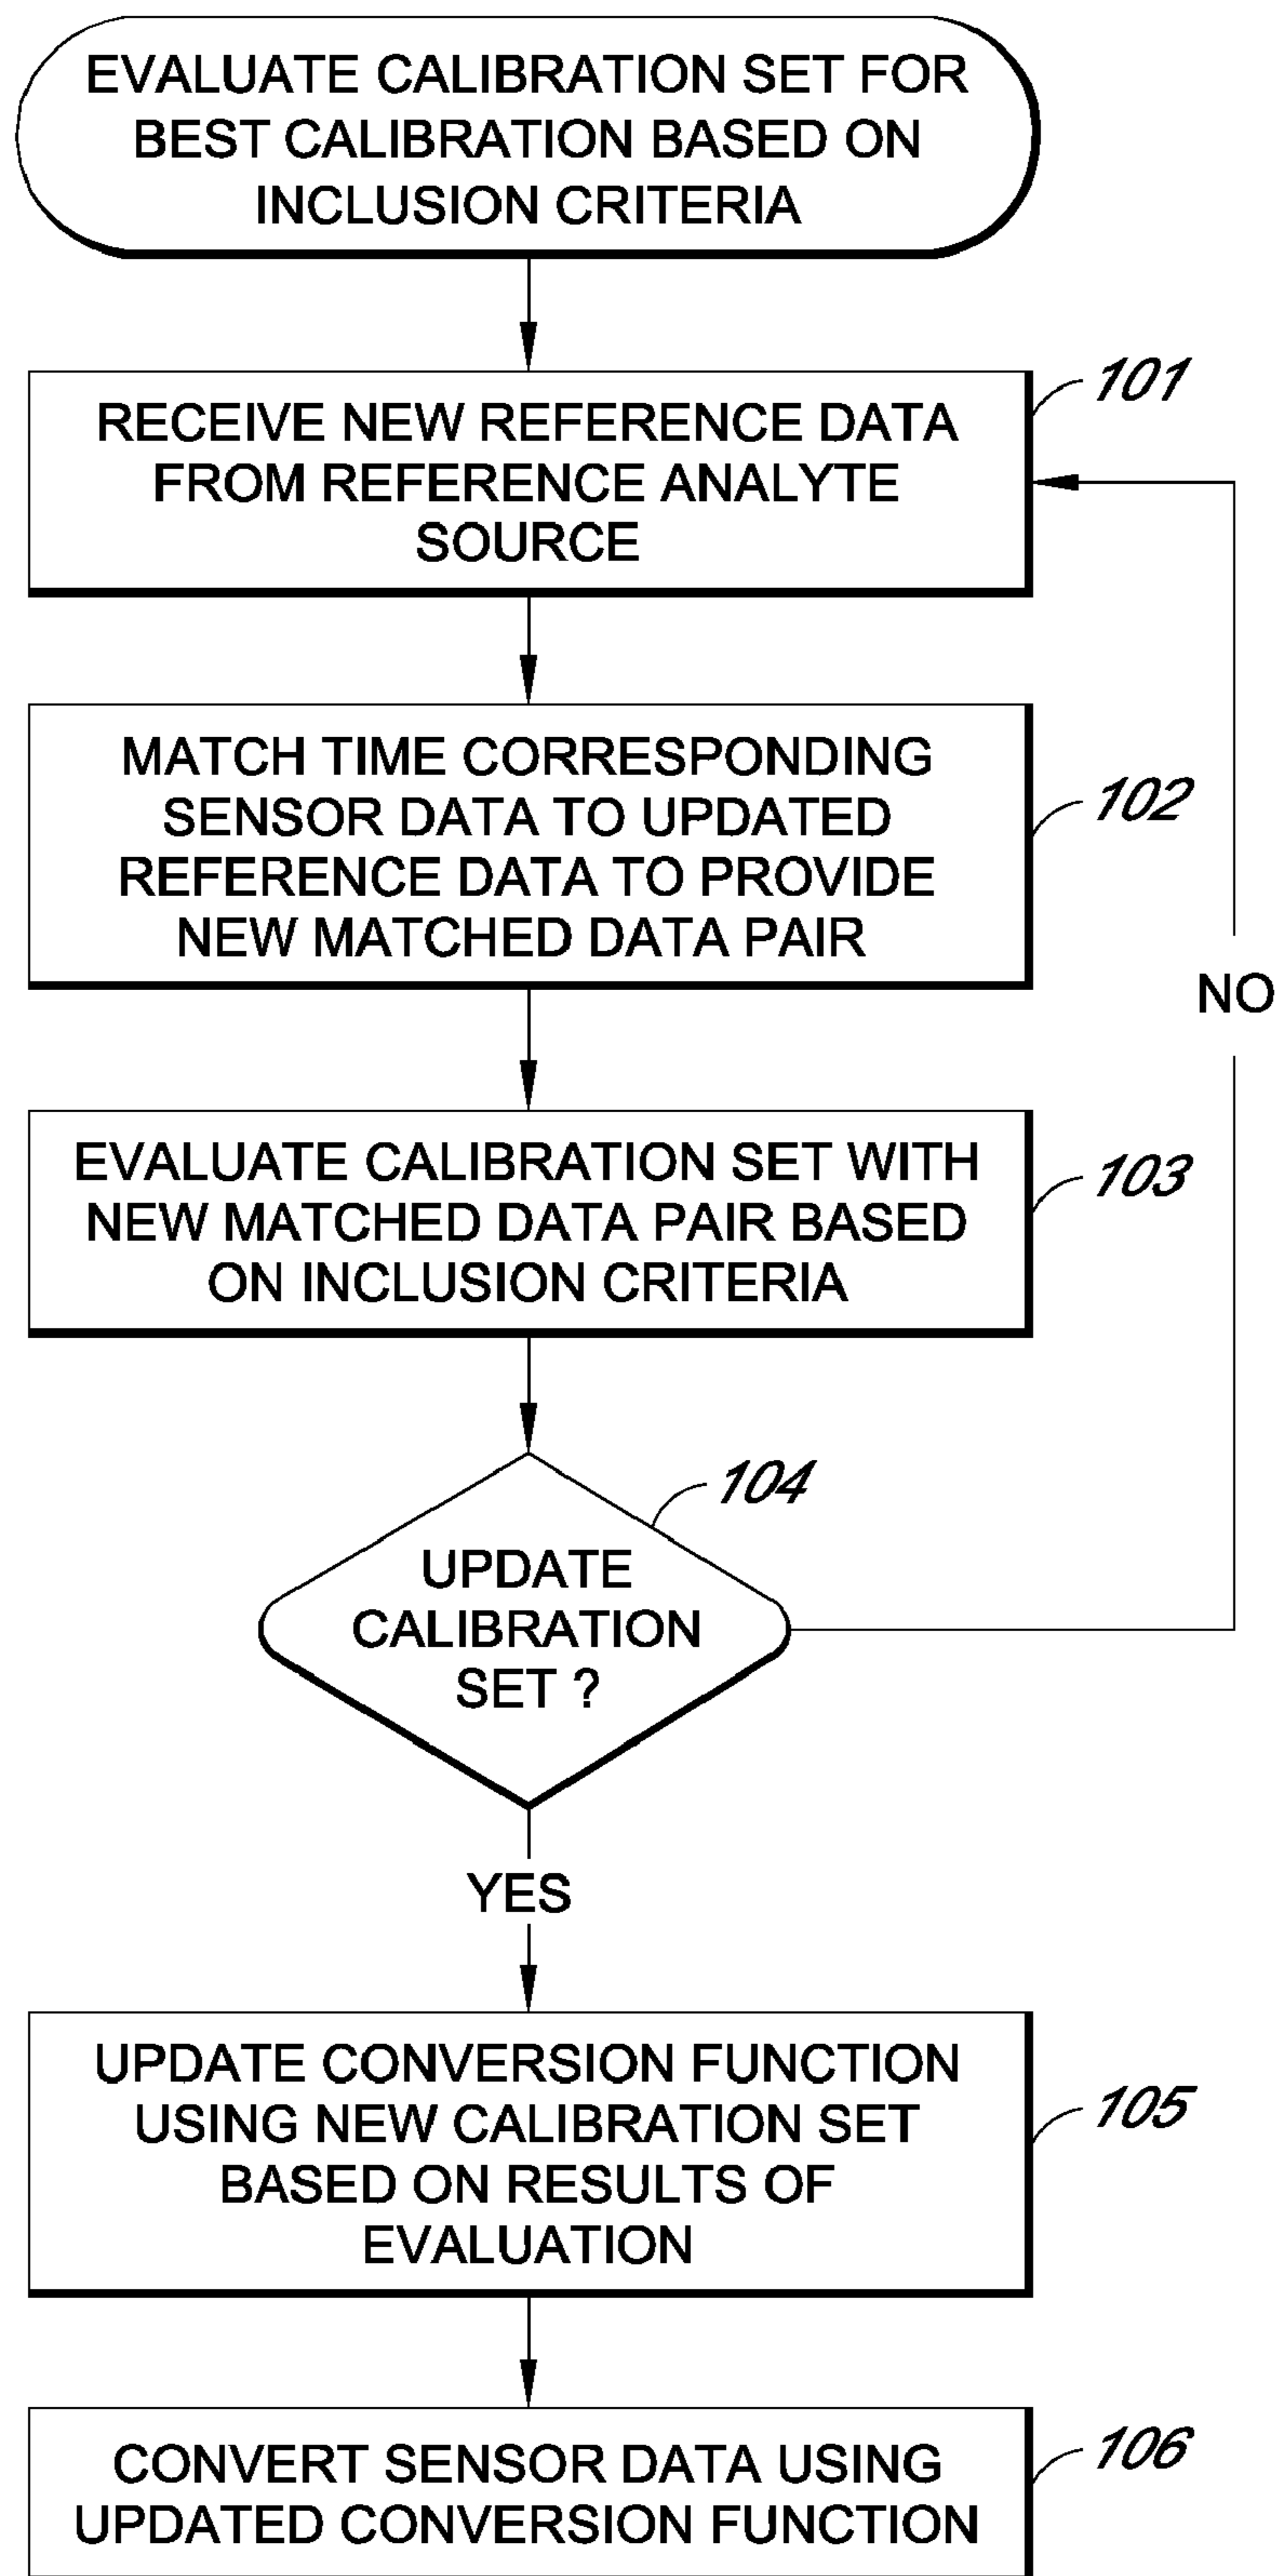 EVALUATE CALIBRATION SET FOR
BEST CALIBRATION BASED ON
INCLUSION CRITERIA
101
RECEIVE NEW REFERENCE DATA
FROM REFERENCE ANALYTE
SOURCE
102
MATCH TIME CORRESPONDING
SENSOR DATA TO UPDATED
REFERENCE DATA TO PROVIDE
NEW MATCHED DATA PAIR
NO
103
EVALUATE CALIBRATION SET WITH
NEW MATCHED DATA PAIR BASED
ON INCLUSION CRITERIA
104
UPDATE
CALIBRATION
SET ?
YES
105
UPDATE CONVERSION FUNCTION
USING NEW CALIBRATION SET
BASED ON RESULTS OF
EVALUATION
106
CONVERT SENSOR DATA USING
UPDATED CONVERSION FUNCTION